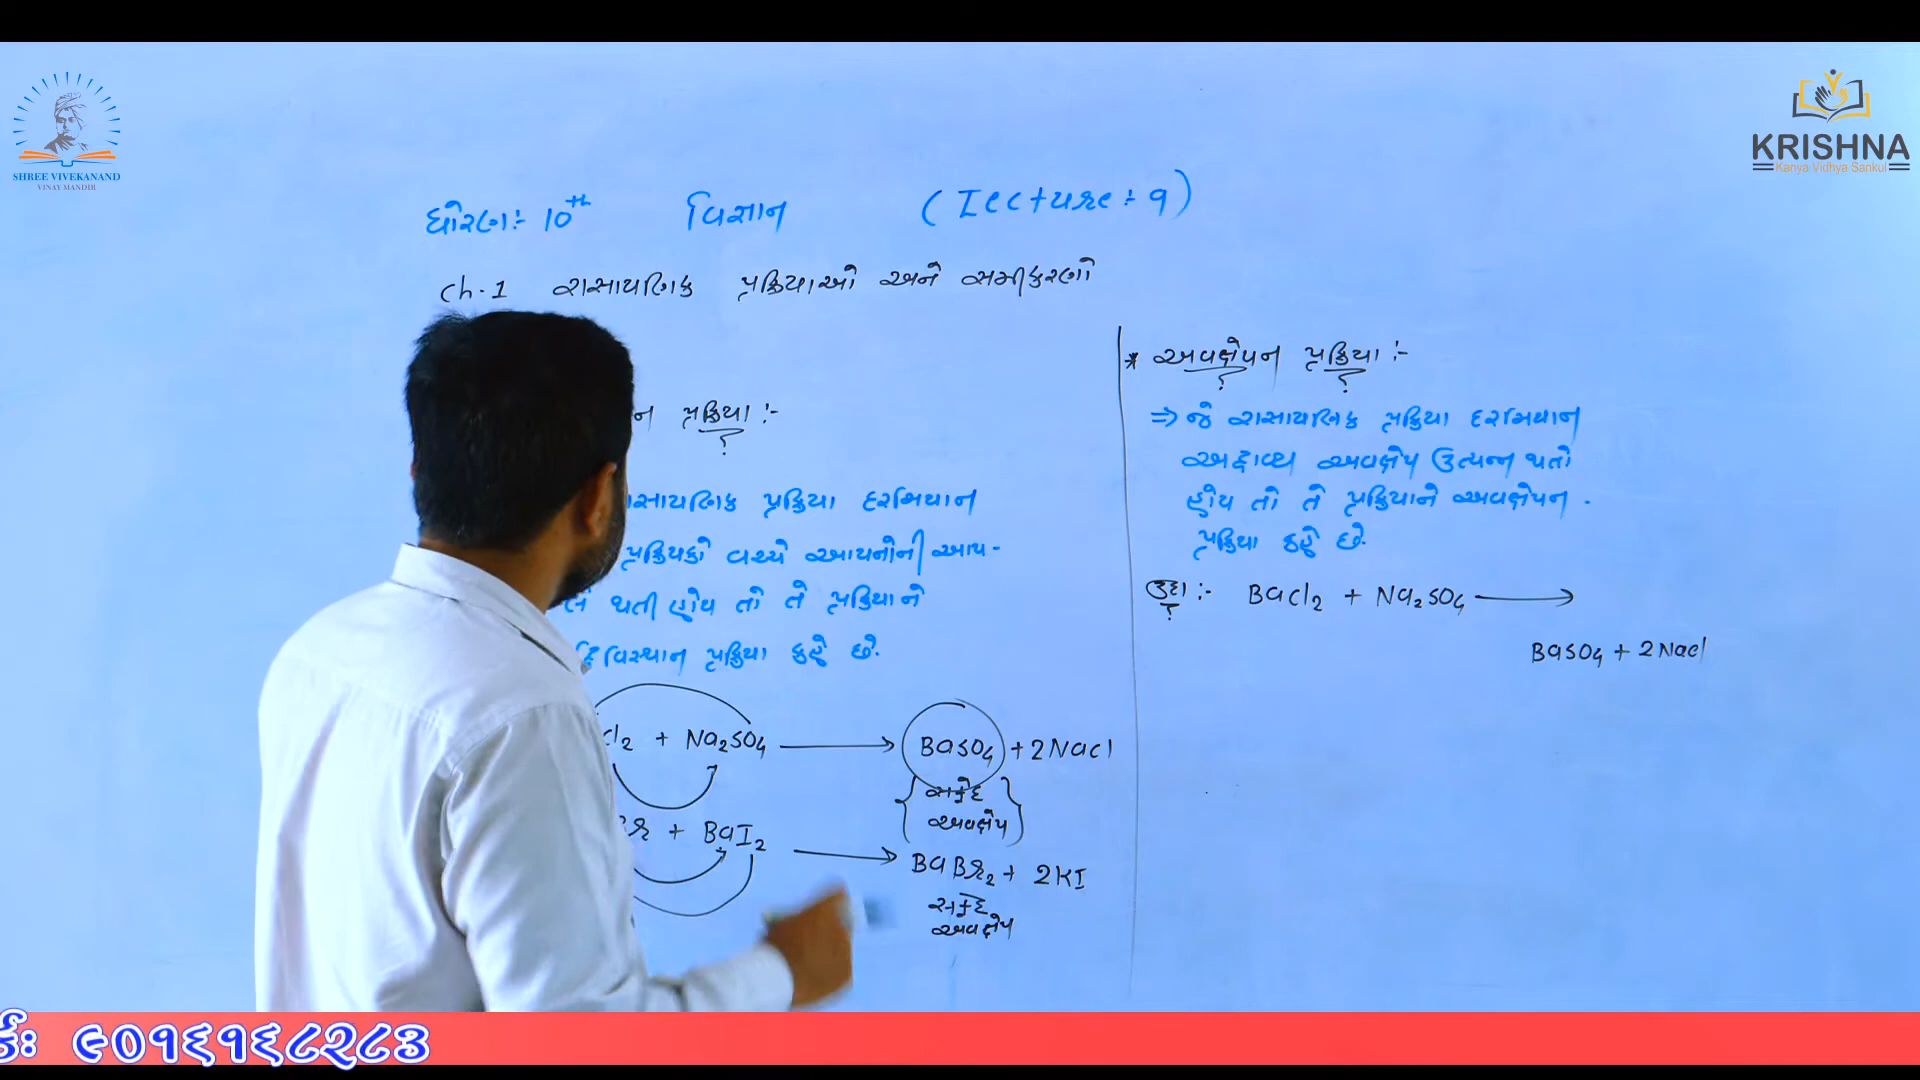 SHREE VIVEKANAND
VINAY MANDIR
KRISHNA
Kanya Vidhya Sankul
ધોરણ:- 10th વિજ્ઞાન (Lecture:- 9)
ch.1 રાસાયણિક પ્રક્રિયાઓ અને સમીકરણો
ન પ્રક્રિયા :-
સાયણિક પ્રક્રિયા દરમિયાન
પ્રક્રિયકો વચ્ચે આયનોની આપ-
લે થતી હોય તો તે પ્રક્રિયાને
દ્વિવિસ્થાન પ્રક્રિયા કહે છે.
Cl2 + Na2SO4 ⟶ BaSO4 + 2NaCl
સફેદ
અવક્ષેપ
Br + BaI2 ⟶ BaBr2 + 2KI
સફેદ
અવક્ષેપ
* અવક્ષેપન પ્રક્રિયા :-
⇒ જે રાસાયણિક પ્રક્રિયા દરમિયાન
અદ્રાવ્ય અવક્ષેપ ઉત્પન્ન થતો
હોય તો તે પ્રક્રિયાને અવક્ષેપન.
પ્રક્રિયા કહે છે.
ઉદા :- BaCl2 + Na2SO4 ⟶
BaSO4 + 2NaCl
ર્કઃ ૯૦૧૬૧૬૮૨૮૩